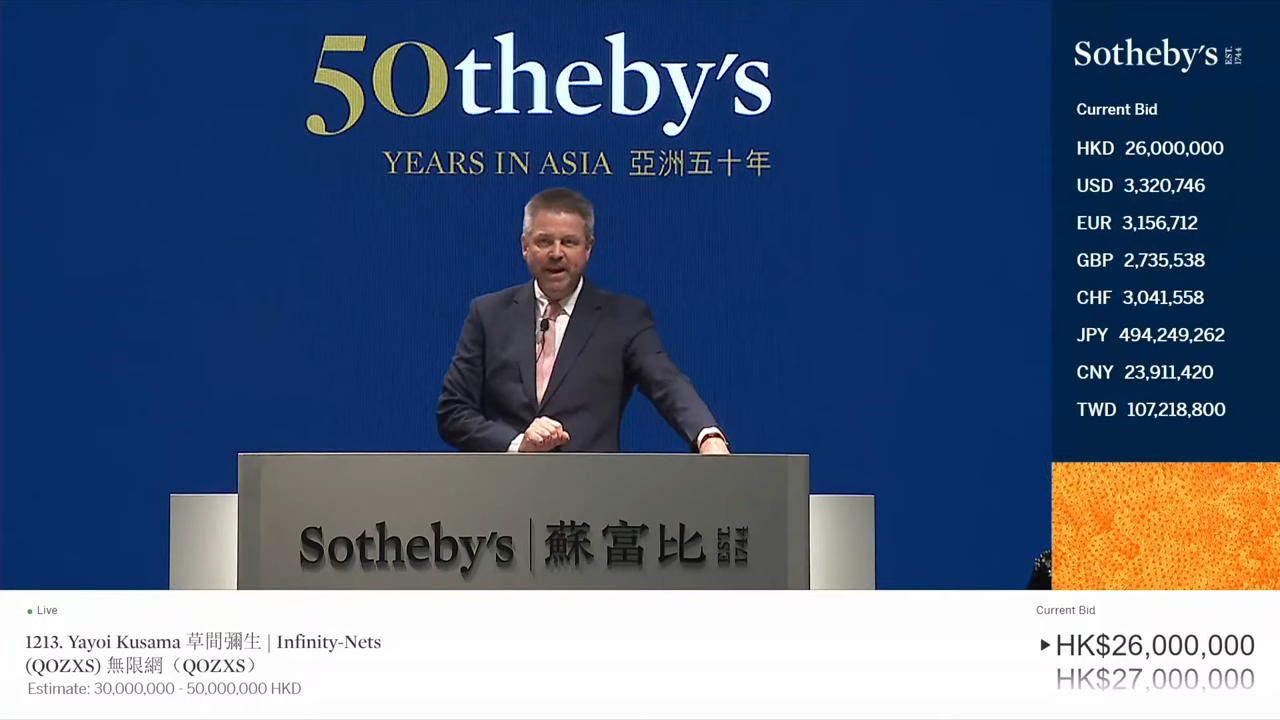 50theby's
YEARS IN ASIA 亞洲五十年
Sotheby's | 蘇富比 EST. 1744
Sotheby's EST. 1744
Current Bid
HKD 26,000,000
USD 3,320,746
EUR 3,156,712
GBP 2,735,538
CHF 3,041,558
JPY 494,249,262
CNY 23,911,420
TWD 107,218,800
Live
1213. Yayoi Kusama 草間彌生 | Infinity-Nets
(QOZXS) 無限網（QOZXS）
Estimate: 30,000,000 - 50,000,000 HKD
Current Bid
HK$26,000,000
HK$27,000,000